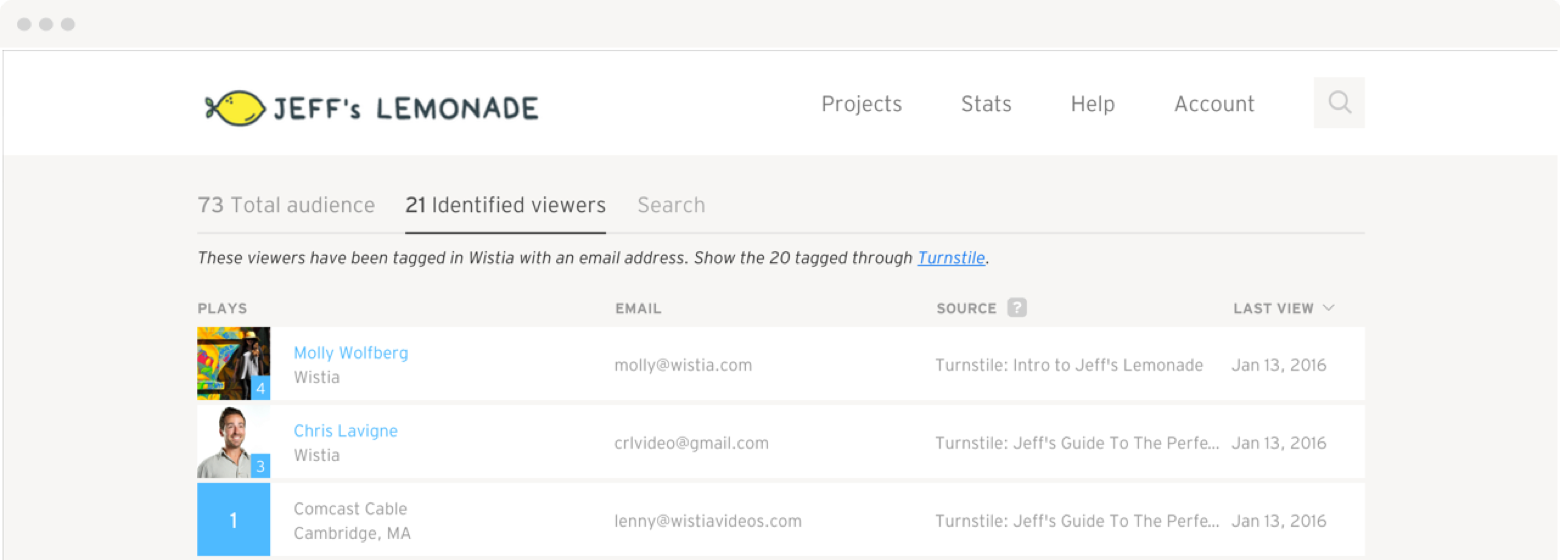 JEFF's LEMONADE
Projects Stats Help Account
73 Total audience 21 Identified viewers Search
These viewers have been tagged in Wistia with an email address. Show the 20 tagged through Turnstile.
PLAYS EMAIL SOURCE ? LAST VIEW
4 Molly Wolfberg
Wistia
molly@wistia.com Turnstile: Intro to Jeff's Lemonade Jan 13, 2016
3 Chris Lavigne
Wistia
crlvideo@gmail.com Turnstile: Jeff's Guide To The Perfe... Jan 13, 2016
1 Comcast Cable
Cambridge, MA
lenny@wistiavideos.com Turnstile: Jeff's Guide To The Perfe... Jan 13, 2016